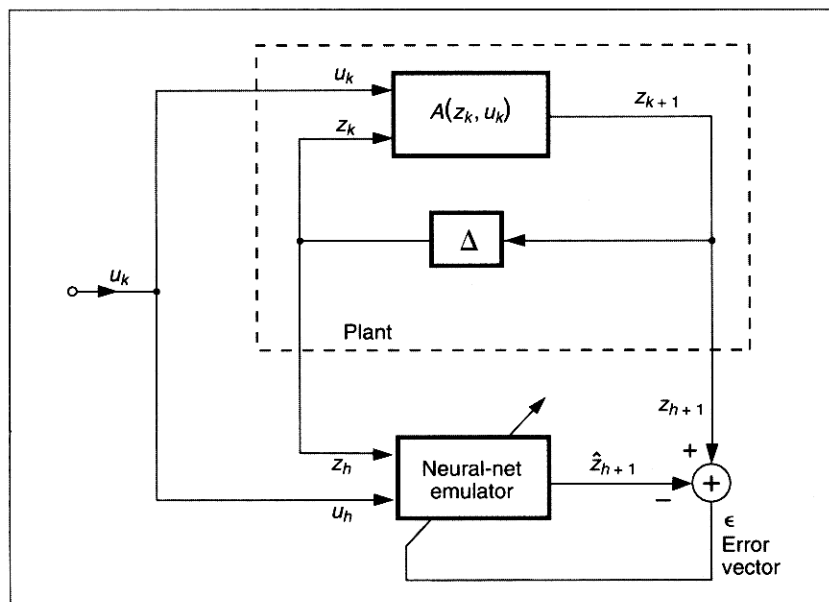 u_k
A(z_k, u_k)
z_{k+1}
z_k
Δ
u_k
Plant
z_{h+1}
+
z_h
Neural-net
emulator
ẑ_{h+1}
+
−
u_h
ϵ
Error
vector